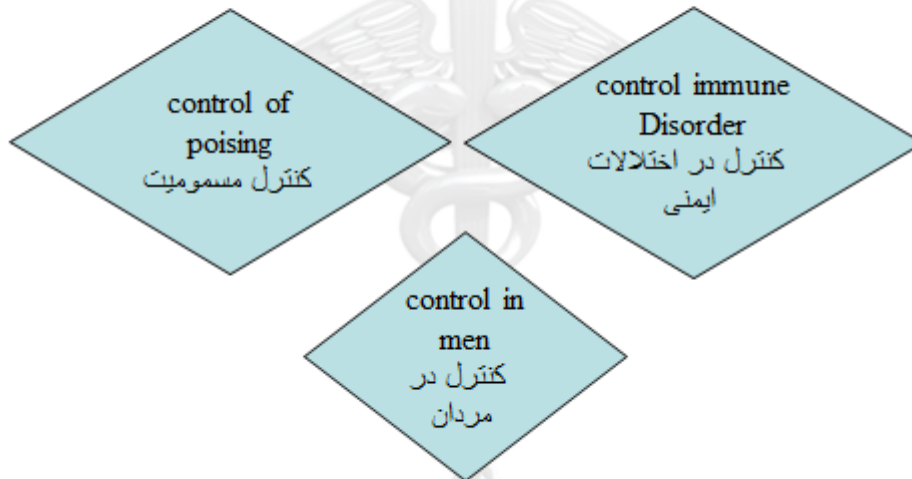 control of
poising
کنترل مسمومیت
control immune
Disorder
کنترل در اختلالات
ایمنی
control in
men
کنترل در
مردان